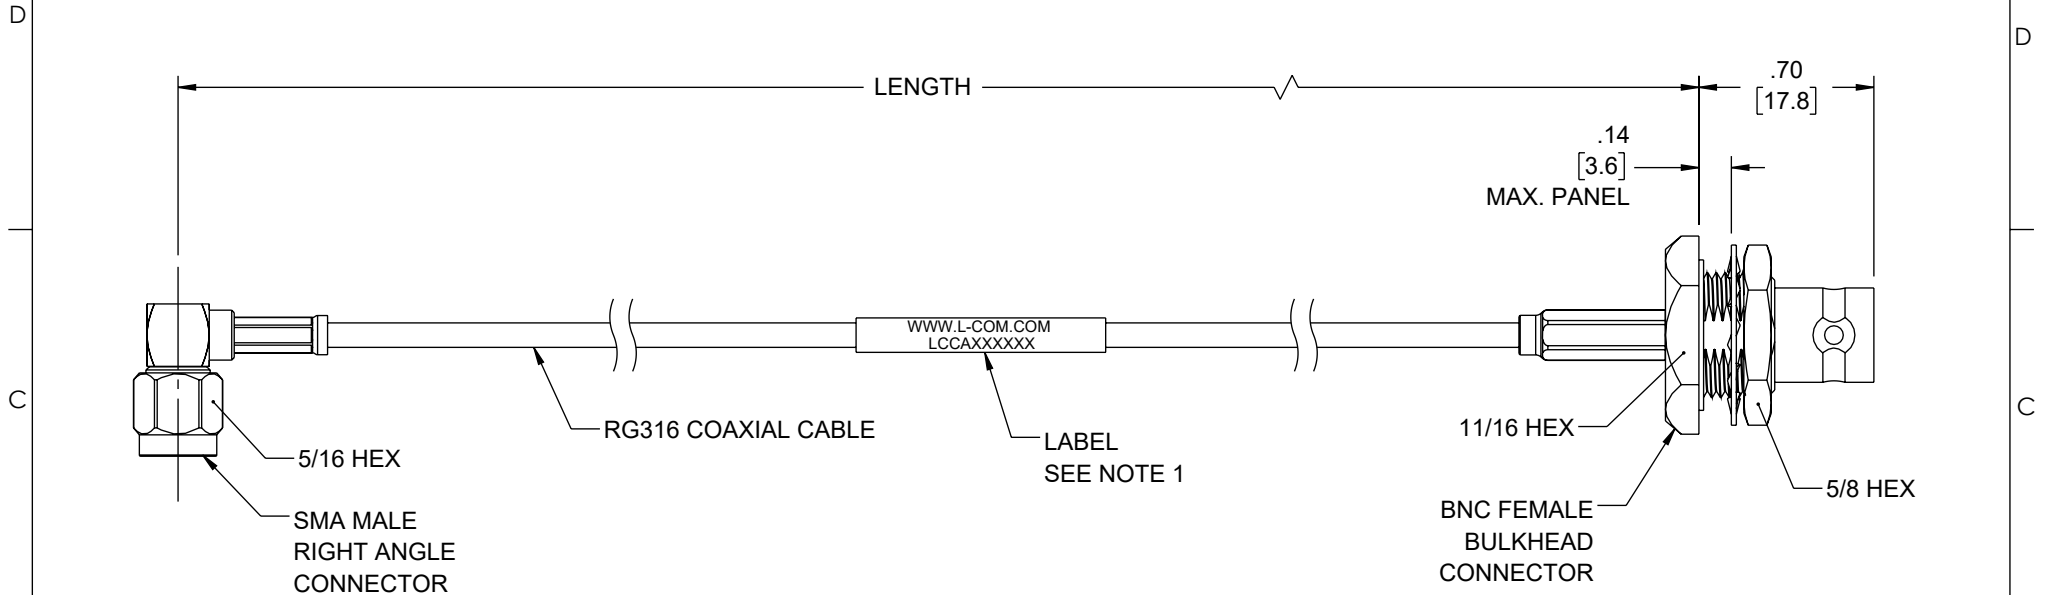 D
D
LENGTH
.70
[17.8]
.14
[3.6]
MAX. PANEL
WWW.L-COM.COM
LCCAXXXXXX
C
C
RG316 COAXIAL CABLE
11/16 HEX
LABEL
SEE NOTE 1
5/16 HEX
5/8 HEX
SMA MALE
RIGHT ANGLE
CONNECTOR
BNC FEMALE
BULKHEAD
CONNECTOR